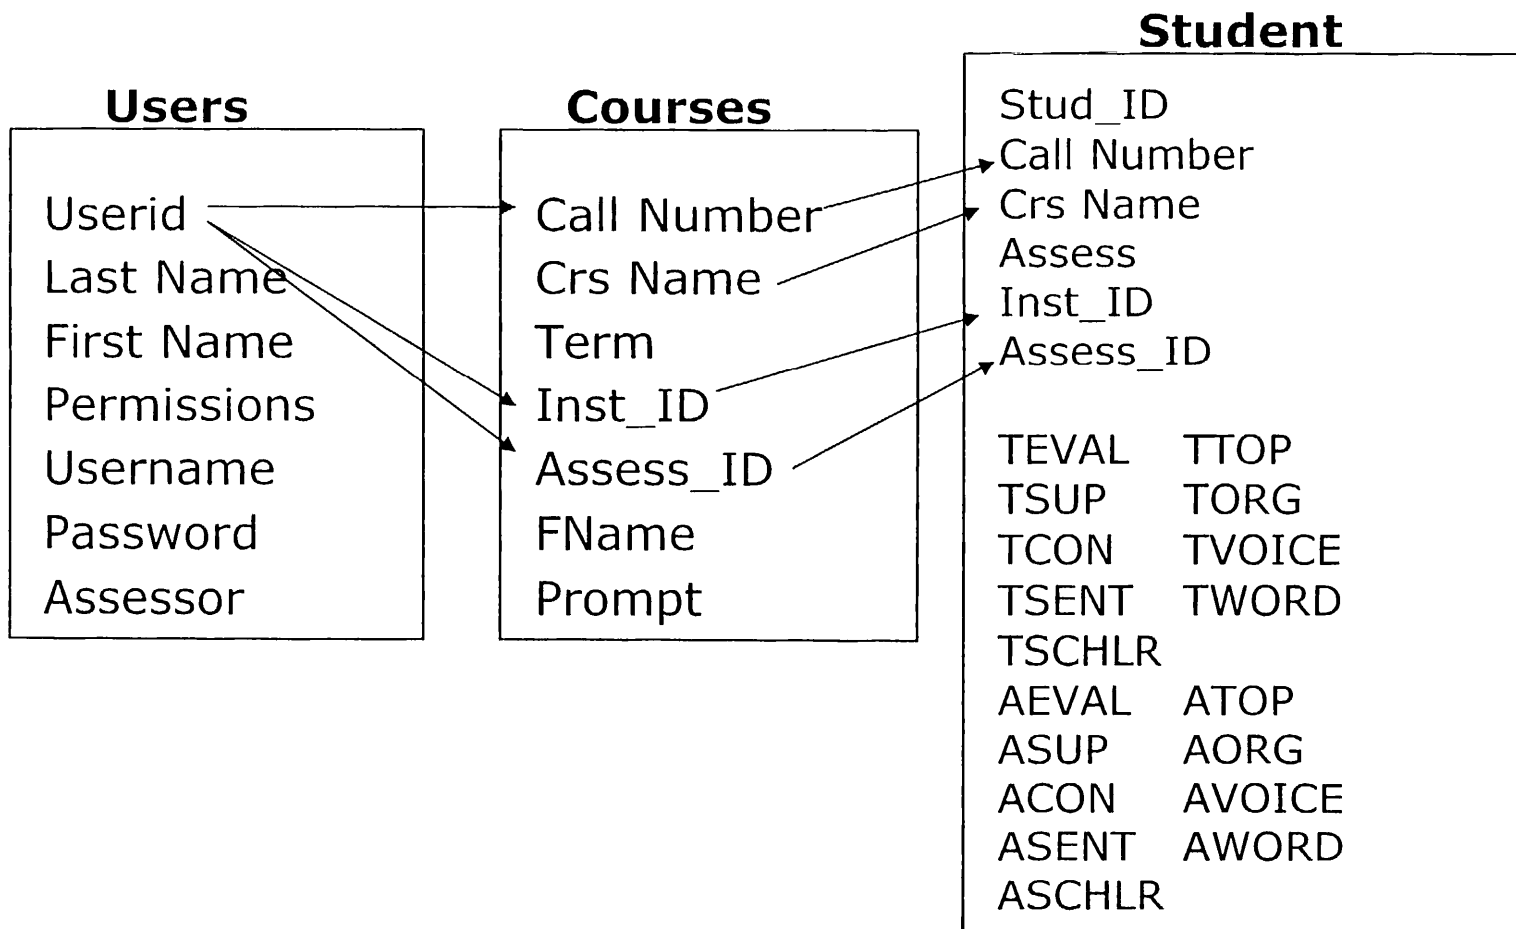 Users
Userid
Last Name
First Name
Permissions
Username
Password
Assessor
Courses
Call Number
Crs Name
Term
Inst_ID
Assess_ID
FName
Prompt
Student
Stud_ID
Call Number
Crs Name
Assess
Inst_ID
Assess_ID
TEVAL TTOP
TSUP TORG
TCON TVOICE
TSENT TWORD
TSCHLR
AEVAL ATOP
ASUP AORG
ACON AVOICE
ASENT AWORD
ASCHLR